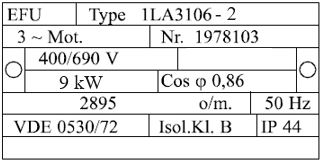 EFU Type 1LA3106-2
3 ~ Mot. Nr. 1978103
400/690 V
9 kW Cos φ 0,86
2895 o/m. 50 Hz
VDE 0530/72 Isol.Kl. B IP 44